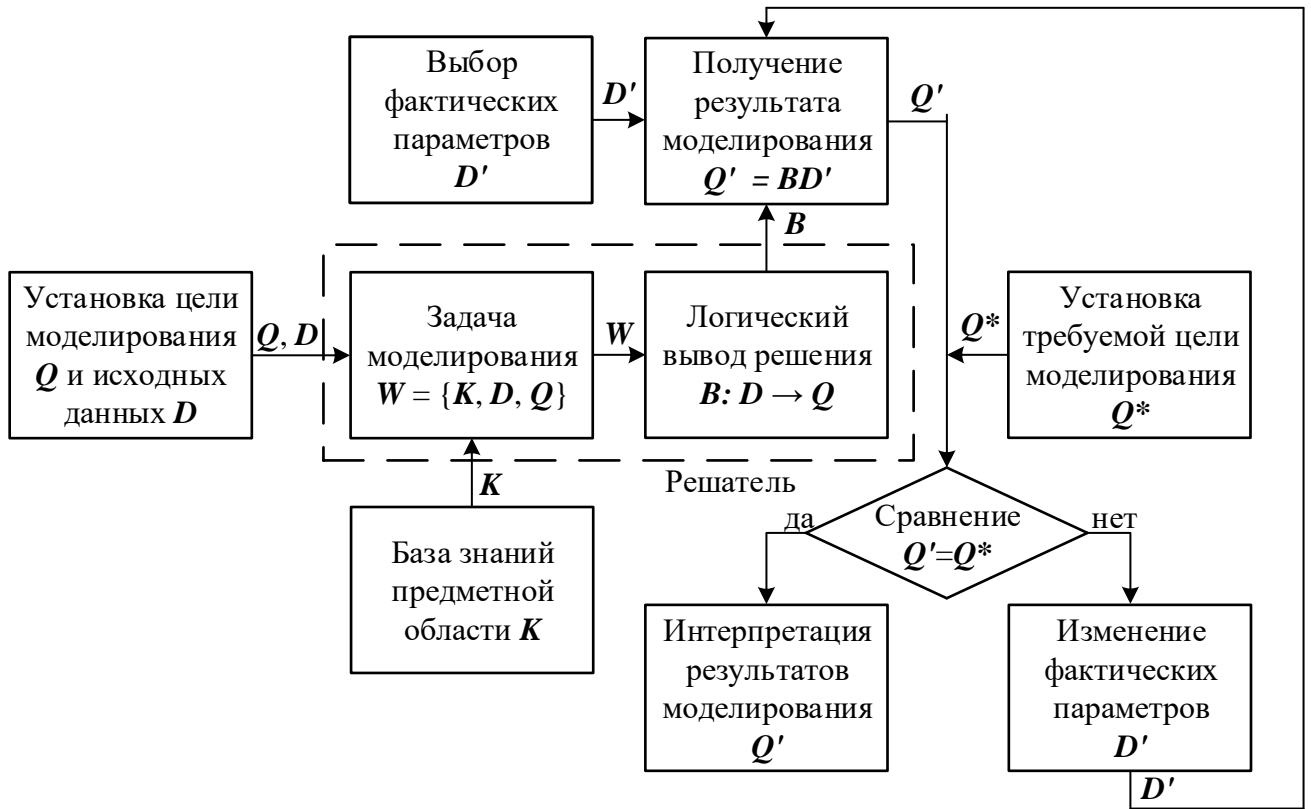 Выбор
фактических
параметров
D'
D'
Получение
результата
моделирования
Q' = BD'
Q'
B
Установка цели
моделирования
Q и исходных
данных D
Q, D
Задача
моделирования
W = {K, D, Q}
W
Логический
вывод решения
B: D → Q
Q*
Установка
требуемой цели
моделирования
Q*
Решатель
K
База знаний
предметной
области K
да
Сравнение
Q'=Q*
нет
Интерпретация
результатов
моделирования
Q'
Изменение
фактических
параметров
D'
D'